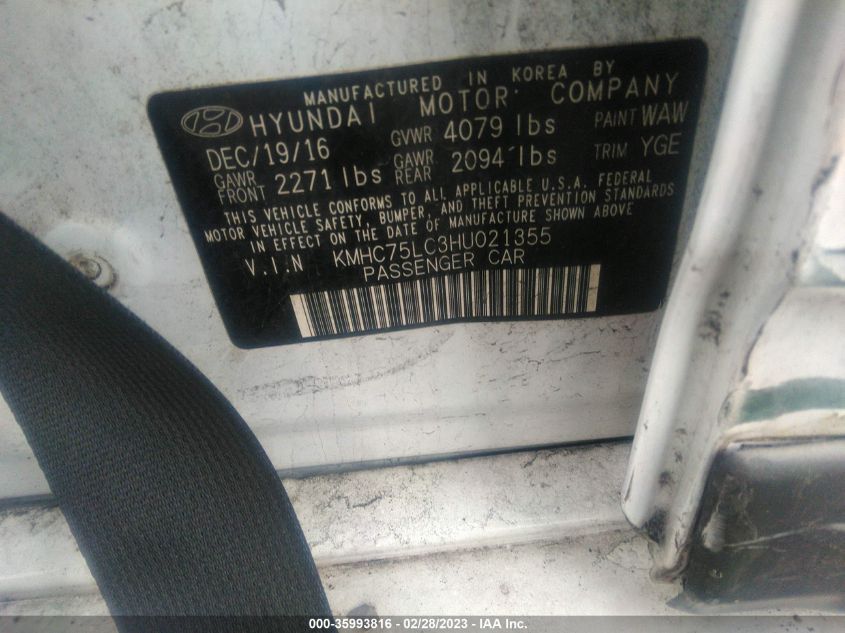 MANUFACTURED IN KOREA BY
HYUNDAI MOTOR COMPANY
DEC/19/16 GVWR 4079 lbs PAINT WAW
GAWR FRONT 2271 lbs GAWR REAR 2094 lbs TRIM YGE
THIS VEHICLE CONFORMS TO ALL APPLICABLE U.S.A. FEDERAL
MOTOR VEHICLE SAFETY, BUMPER, AND THEFT PREVENTION STANDARDS
IN EFFECT ON THE DATE OF MANUFACTURE SHOWN ABOVE
V.I.N KMHC75LC3HU021355
PASSENGER CAR
000-35993816 - 02/28/2023 - IAA Inc.